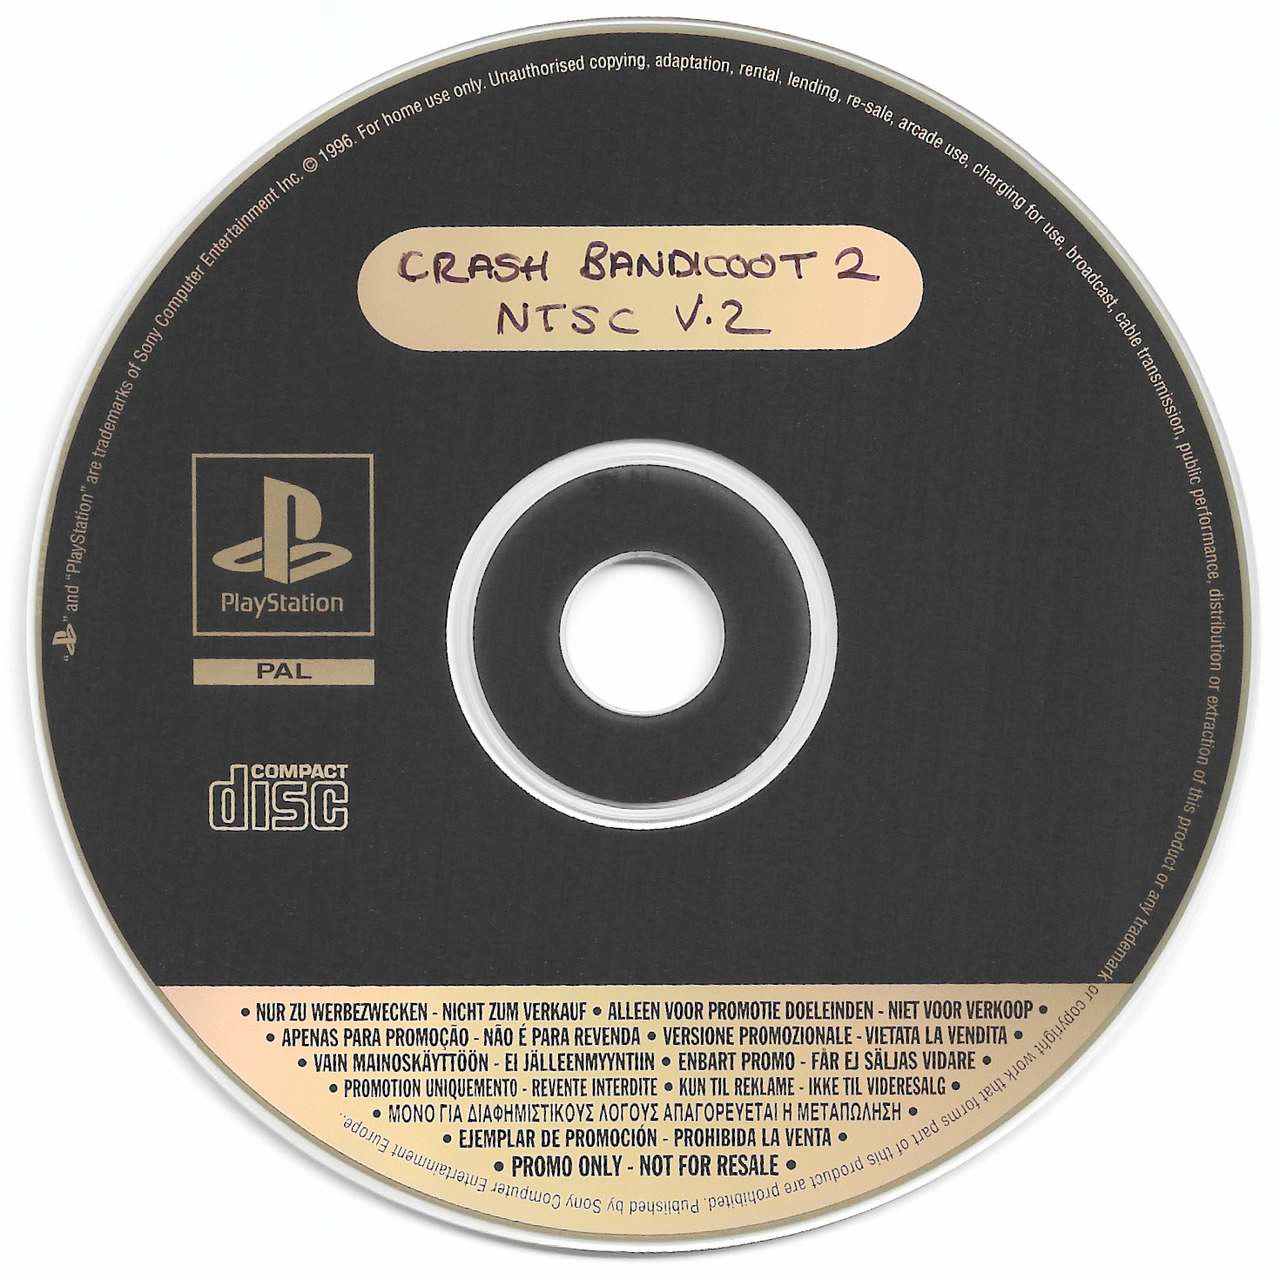 CRASH BANDICOOT 2
NTSC V.2
PlayStation
PAL
COMPACT
disc
" " and "PlayStation" are trademarks of Sony Computer Entertainment Inc. © 1996. For home use only. Unauthorised copying, adaptation, rental, lending, re-sale, arcade use, charging for use, broadcast, cable transmission, public performance, distribution or extraction of this product or any trademark or copyright work that forms part of this product are prohibited. Published by Sony Computer Entertainment Europe.
• NUR ZU WERBEZWECKEN - NICHT ZUM VERKAUF • ALLEEN VOOR PROMOTIE DOELEINDEN - NIET VOOR VERKOOP •
• APENAS PARA PROMOÇÃO - NÃO É PARA REVENDA • VERSIONE PROMOZIONALE - VIETATA LA VENDITA •
• VAIN MAINOSKÄYTTÖÖN - EI JÄLLEENMYYNTIIN • ENBART PROMO - FÅR EJ SÄLJAS VIDARE •
• PROMOTION UNIQUEMENTO - REVENTE INTERDITE • KUN TIL REKLAME - IKKE TIL VIDERESALG •
• ΜΟΝΟ ΓΙΑ ΔΙΑΦΗΜΙΣΤΙΚΟΥΣ ΛΟΓΟΥΣ ΑΠΑΓΟΡΕΥΕΤΑΙ Η ΜΕΤΑΠΩΛΗΣΗ •
• EJEMPLAR DE PROMOCIÓN - PROHIBIDA LA VENTA •
• PROMO ONLY - NOT FOR RESALE •